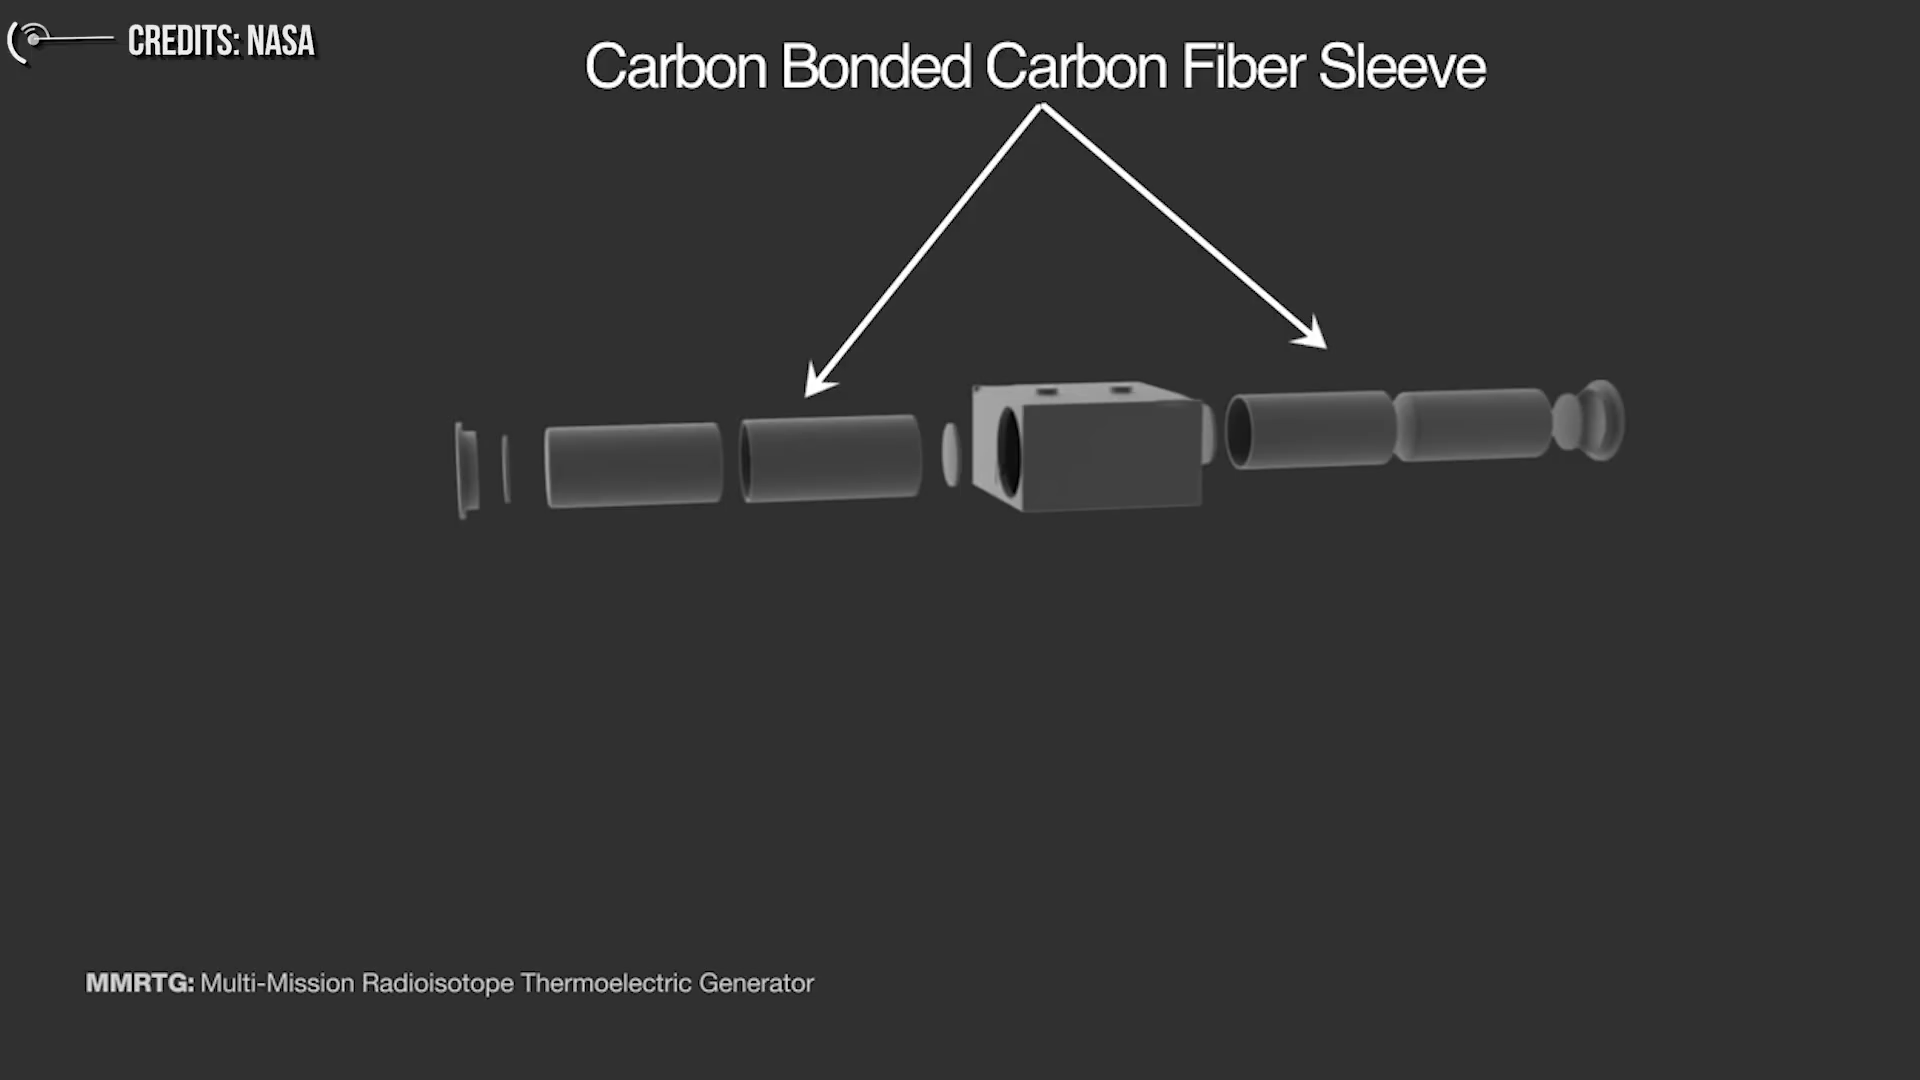 CREDITS: NASA
Carbon Bonded Carbon Fiber Sleeve
MMRTG: Multi-Mission Radioisotope Thermoelectric Generator